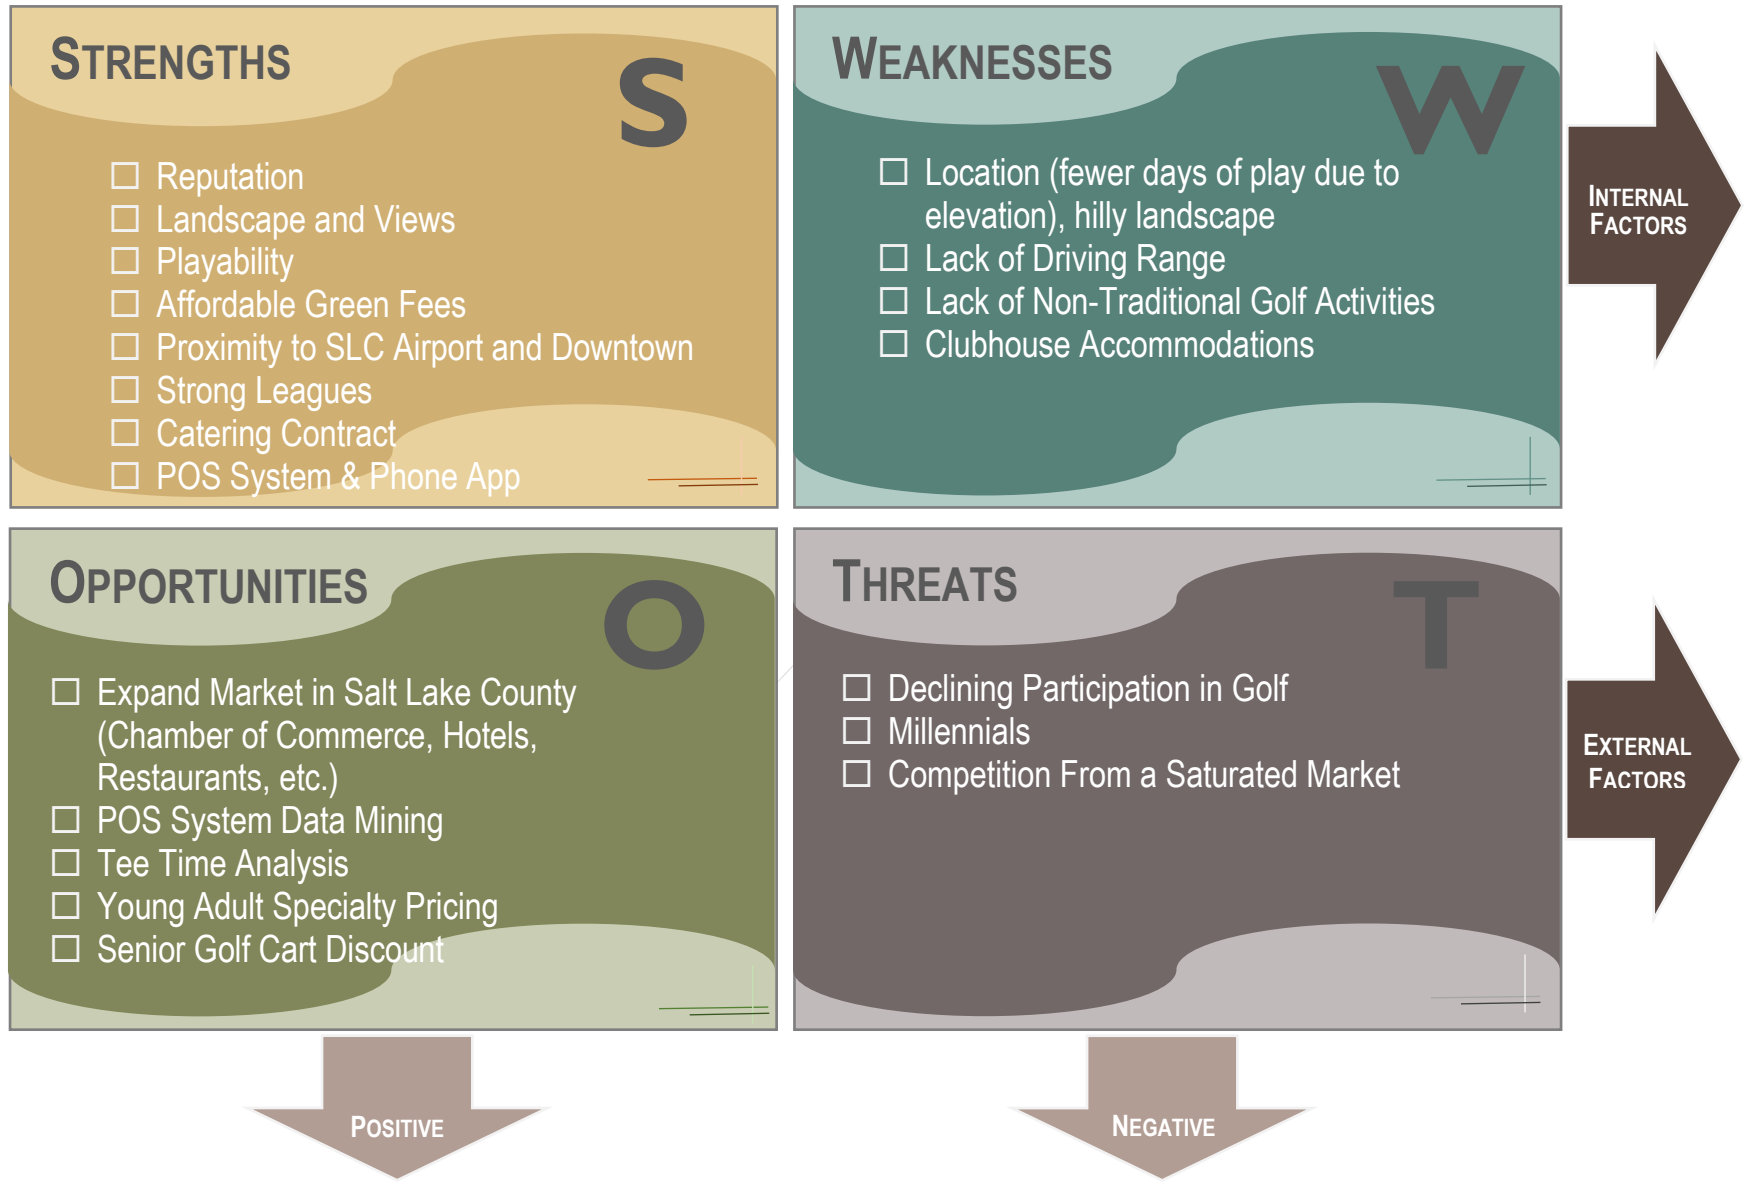 STRENGTHS
S
☐ Reputation
☐ Landscape and Views
☐ Playability
☐ Affordable Green Fees
☐ Proximity to SLC Airport and Downtown
☐ Strong Leagues
☐ Catering Contract
☐ POS System & Phone App
WEAKNESSES
W
☐ Location (fewer days of play due to
elevation), hilly landscape
☐ Lack of Driving Range
☐ Lack of Non-Traditional Golf Activities
☐ Clubhouse Accommodations
INTERNAL
FACTORS
OPPORTUNITIES
O
☐ Expand Market in Salt Lake County
(Chamber of Commerce, Hotels,
Restaurants, etc.)
☐ POS System Data Mining
☐ Tee Time Analysis
☐ Young Adult Specialty Pricing
☐ Senior Golf Cart Discount
THREATS
T
☐ Declining Participation in Golf
☐ Millennials
☐ Competition From a Saturated Market
EXTERNAL
FACTORS
POSITIVE
NEGATIVE